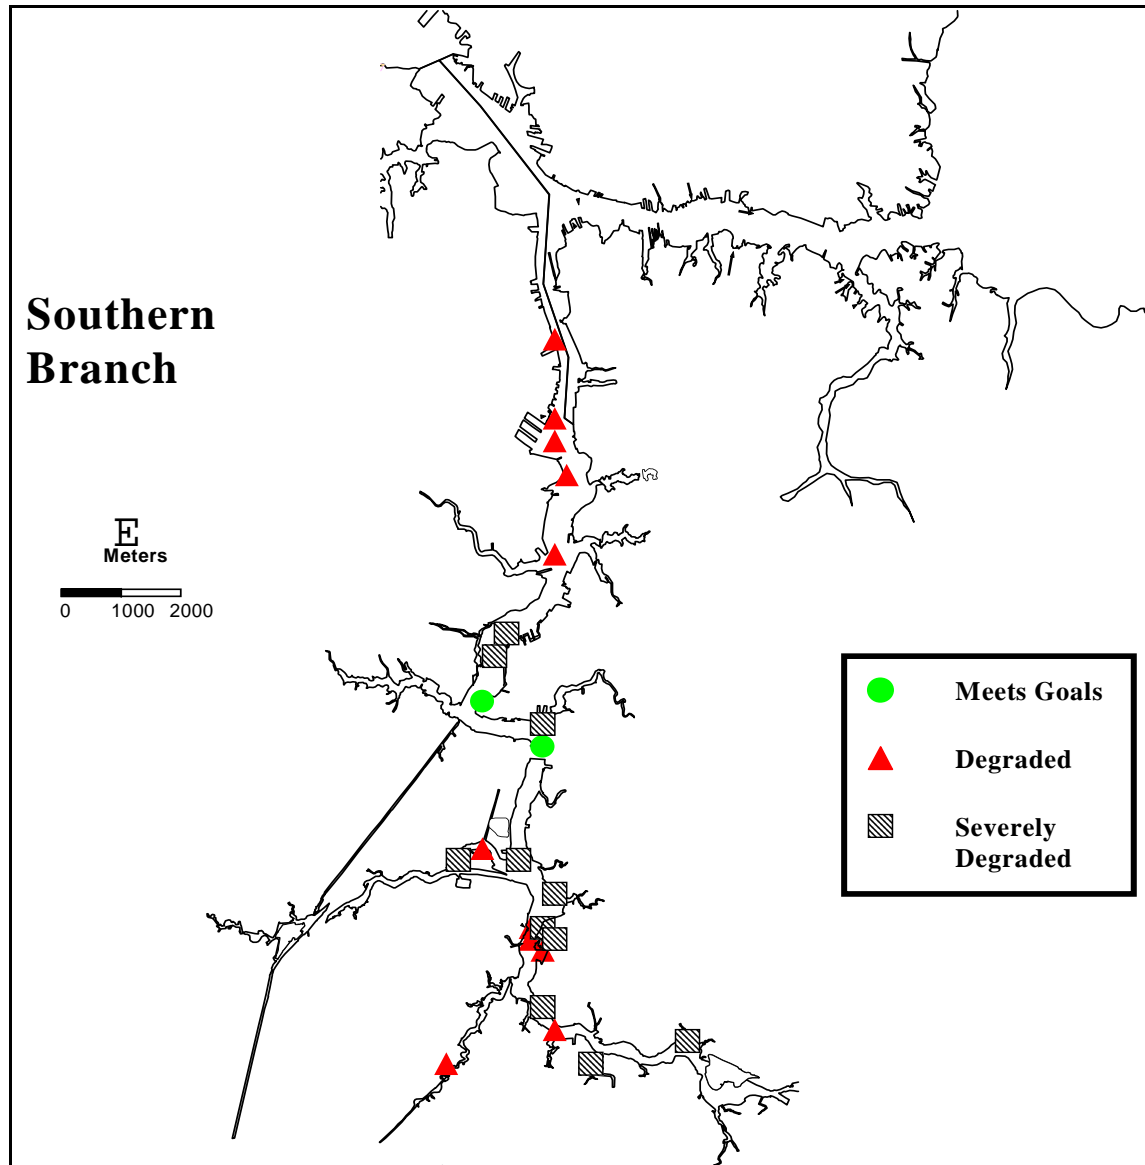 Southern
Branch
E
Meters
0 1000 2000
Meets Goals
Degraded
Severely
Degraded